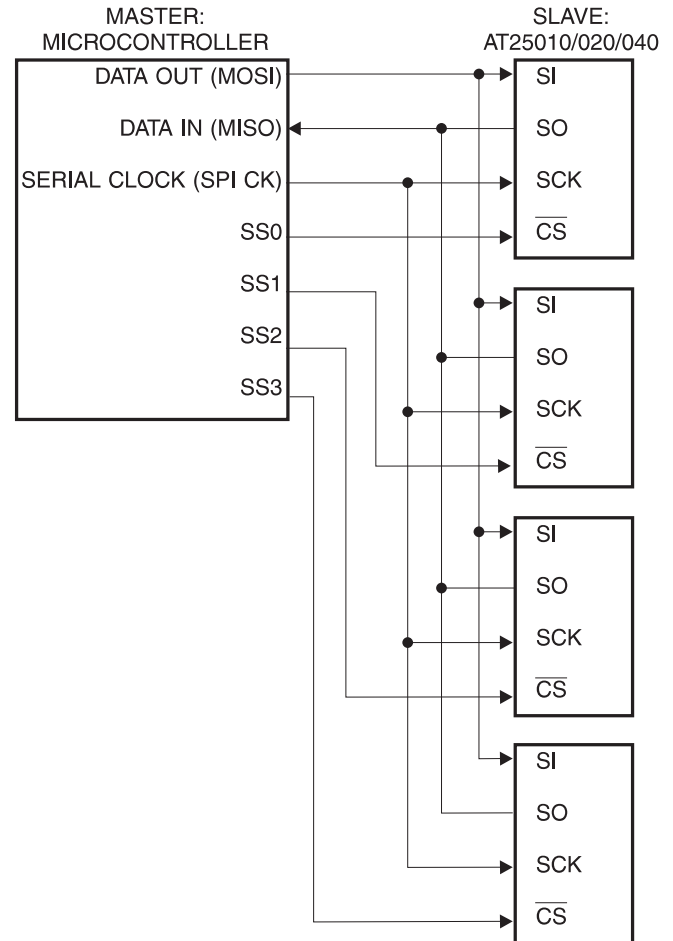 MASTER:
MICROCONTROLLER
DATA OUT (MOSI)
DATA IN (MISO)
SERIAL CLOCK (SPI CK)
SS0
SS1
SS2
SS3
SLAVE:
AT25010/020/040
SI
SO
SCK
CS
SI
SO
SCK
CS
SI
SO
SCK
CS
SI
SO
SCK
CS